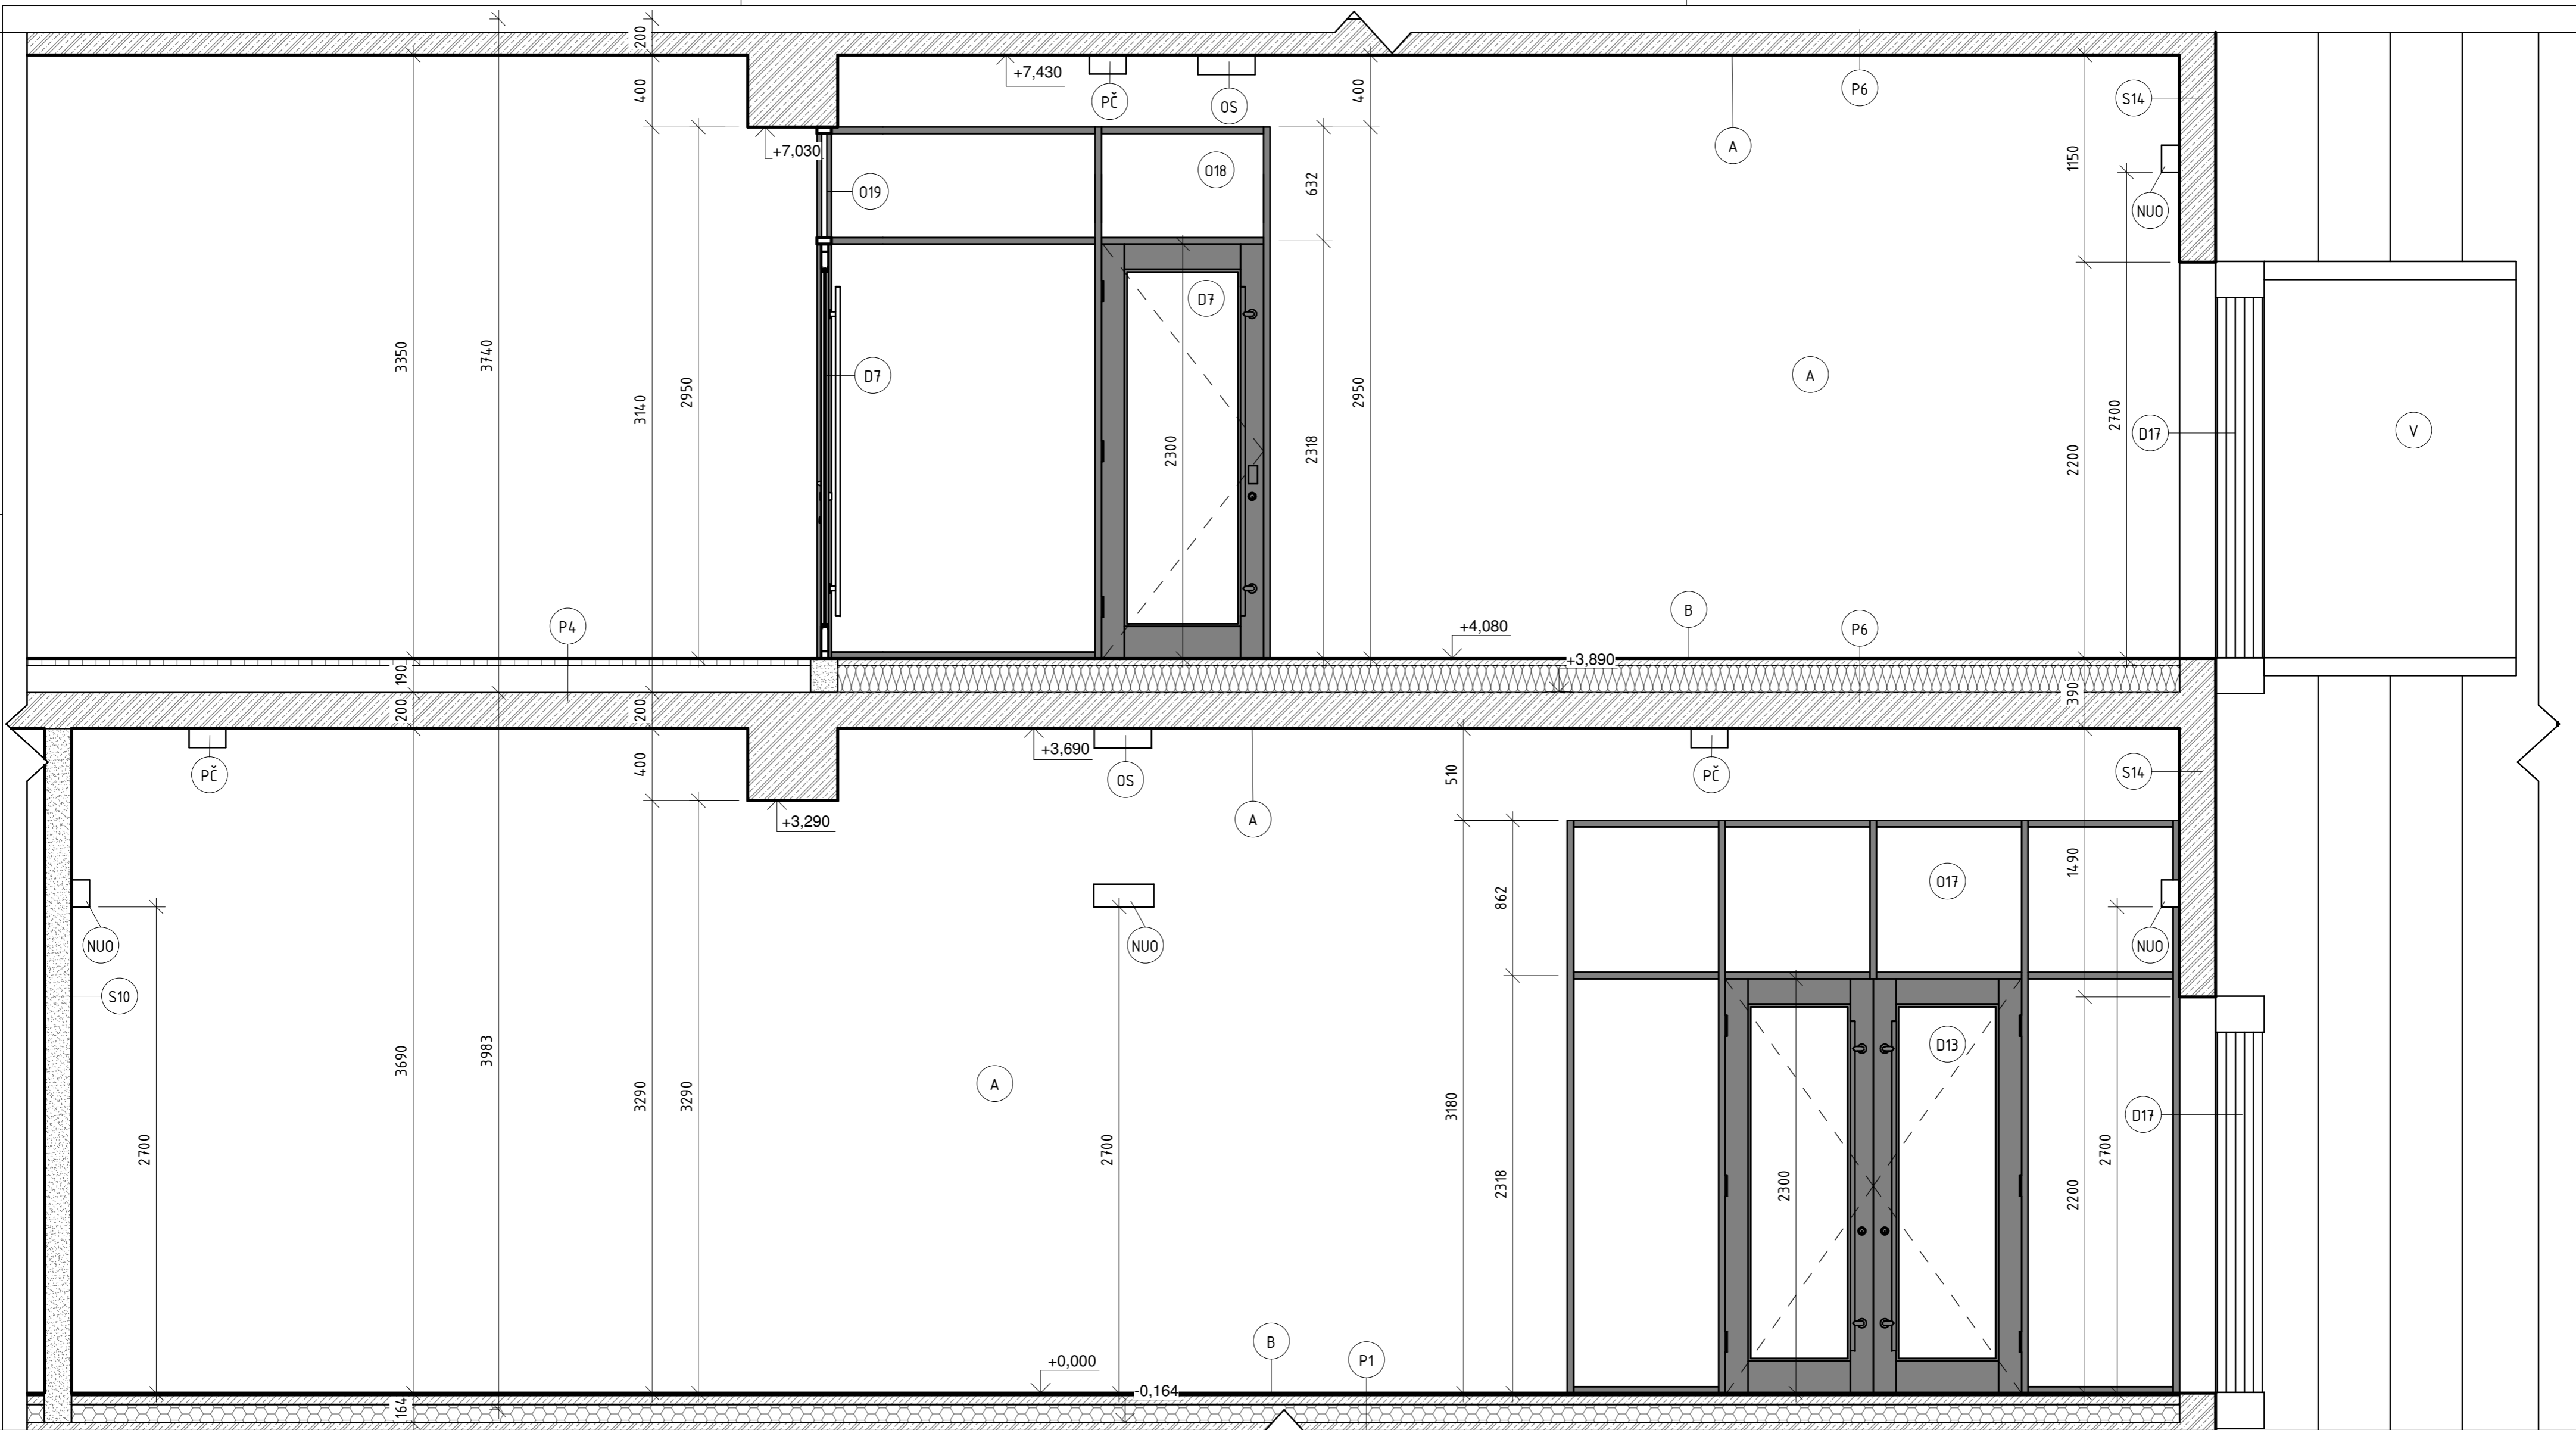 200
400
+7,430
PČ
OS
400
P6
S14
A
1150
+7,030
O19
O18
632
NUO
D7
D7
3350
3740
3140
2950
2300
2318
2950
A
2200
2700
D17
V
P4
B
P6
+4,080
+3,890
190
200
200
390
PČ
400
+3,690
OS
510
PČ
S14
+3,290
A
862
O17
1490
NUO
NUO
NUO
S10
D13
A
3690
3983
3290
3290
2700
2700
3180
2318
2300
2200
2700
D17
B
P1
+0,000
-0,164
164